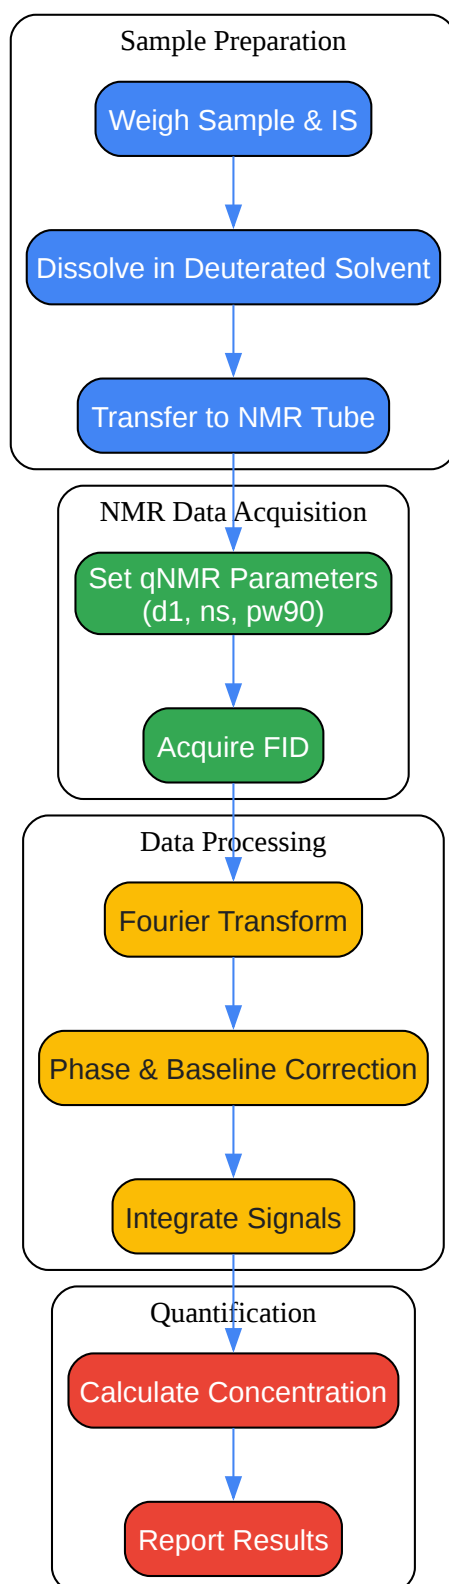 Sample Preparation
Weigh Sample & IS
Dissolve in Deuterated Solvent
Transfer to NMR Tube
NMR Data Acquisition
Set qNMR Parameters
(d1, ns, pw90)
Acquire FID
Data Processing
Fourier Transform
Phase & Baseline Correction
Integrate Signals
Quantification
Calculate Concentration
Report Results